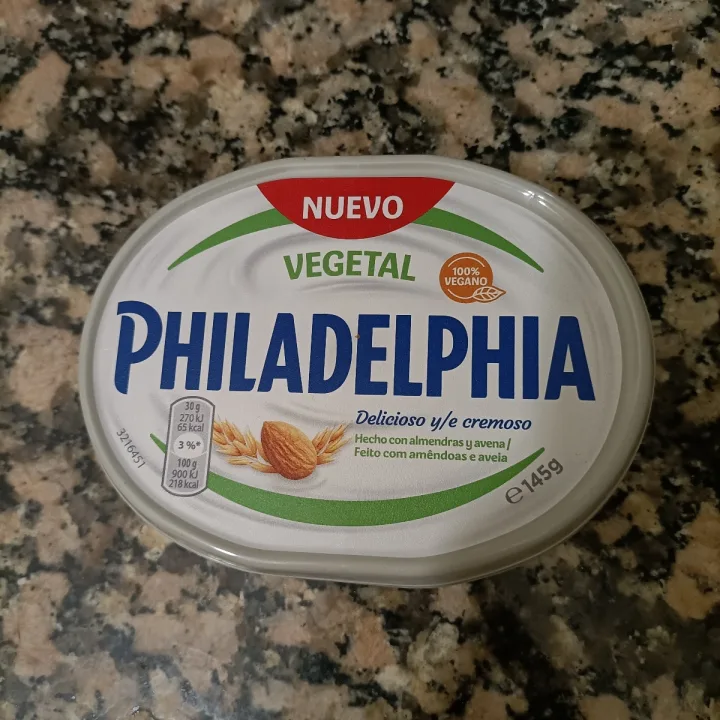 NUEVO
VEGETAL
100%
VEGANO
PHILADELPHIA
Delicioso y/e cremoso
Hecho con almendras y avena /
Feito com amêndoas e aveia
30 g
270 kJ
65 kcal
3 %*
100 g
900 kJ
218 kcal
3216451
℮ 145g